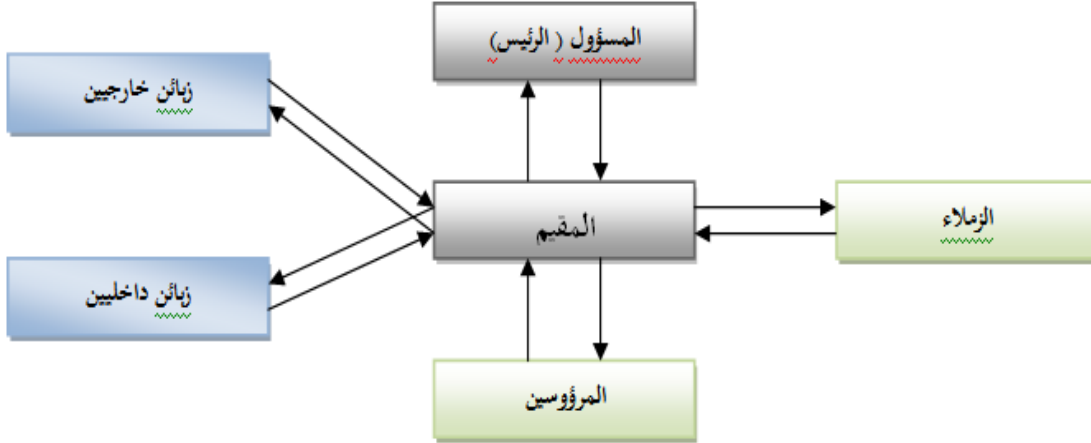 المسؤول ( الرئيس)
زبائن خارجيين
المقيم
الزملاء
زبائن داخليين
المرؤوسين